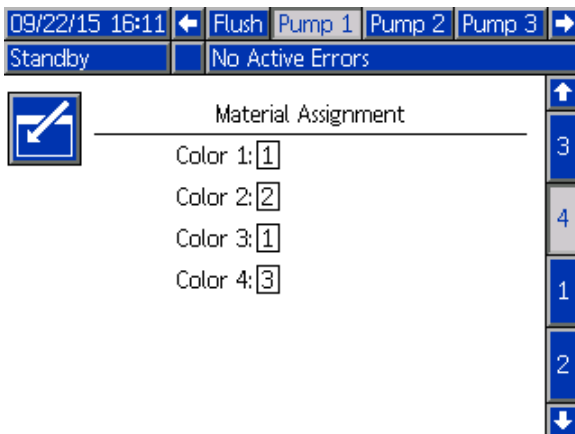 09/22/15 16:11 Flush Pump 1 Pump 2 Pump 3
Standby No Active Errors
Material Assignment
3
Color 1: 1
Color 2: 2
4
Color 3: 1
Color 4: 3
1
2